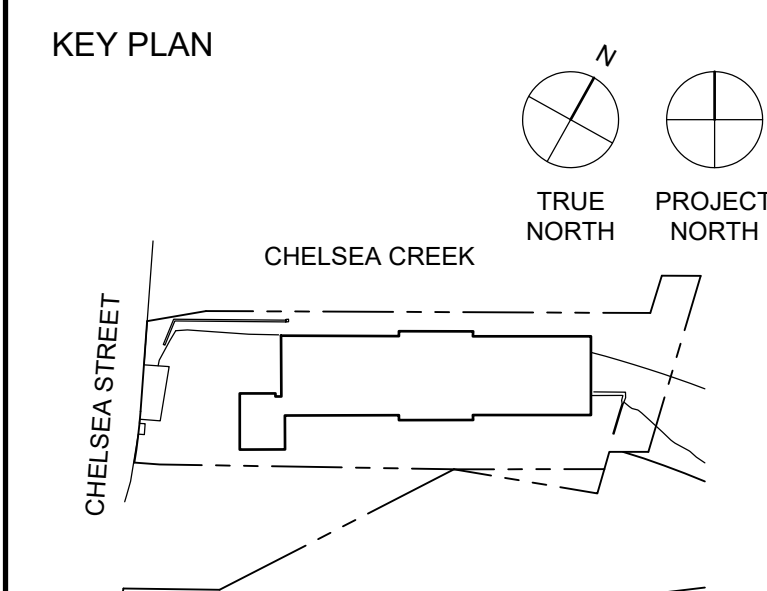 KEY PLAN
N
TRUE
NORTH
PROJECT
NORTH
CHELSEA CREEK
CHELSEA STREET